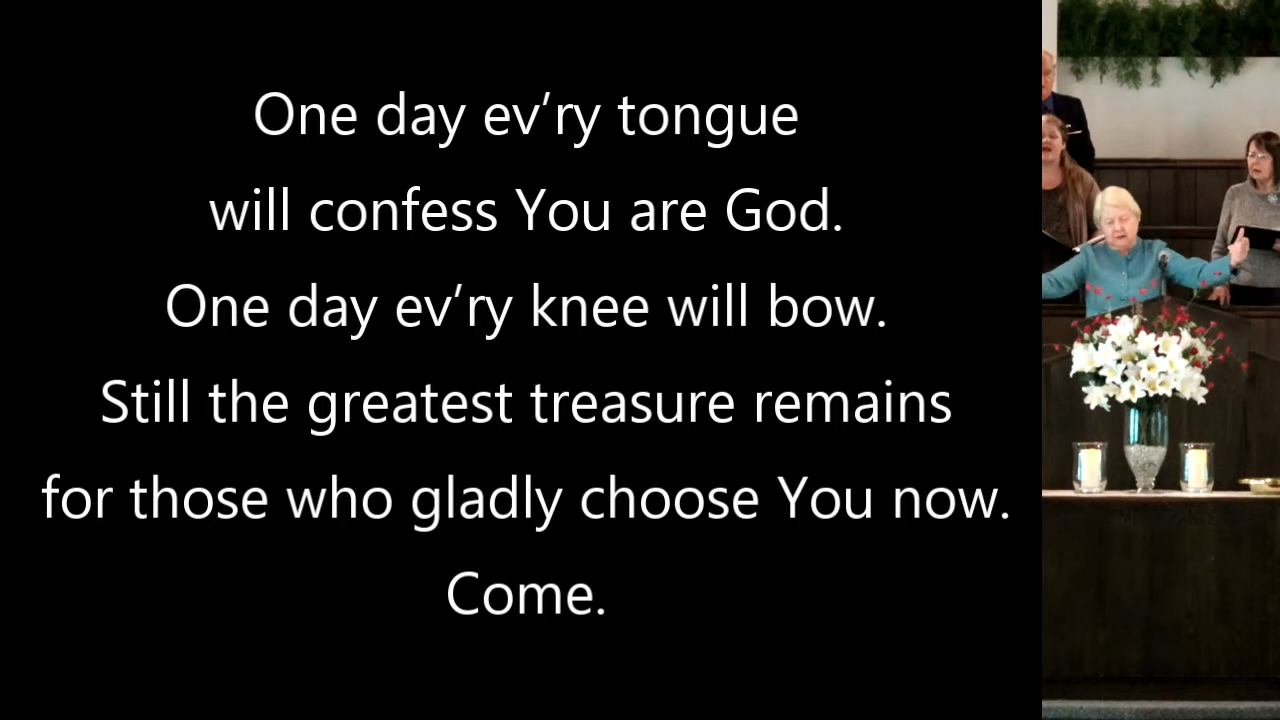 One day ev’ry tongue
will confess You are God.
One day ev’ry knee will bow.
Still the greatest treasure remains
for those who gladly choose You now.
Come.